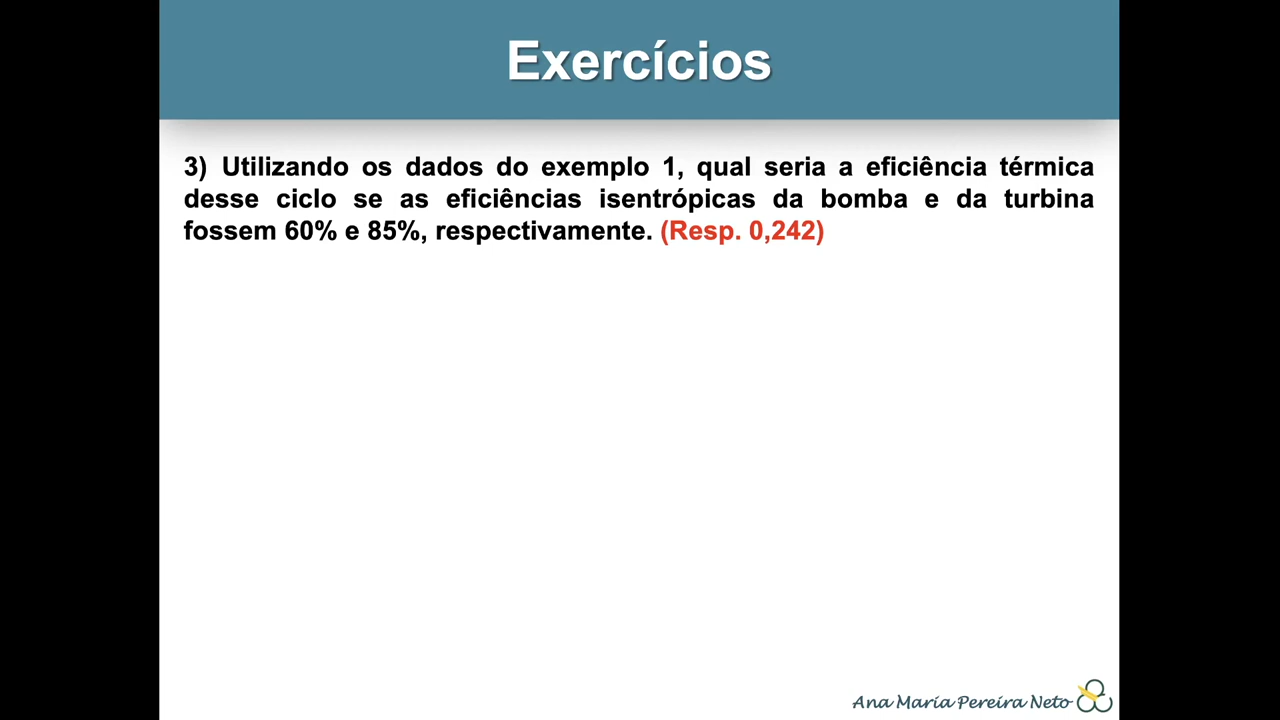 Exercícios
3) Utilizando os dados do exemplo 1, qual seria a eficiência térmica
desse ciclo se as eficiências isentrópicas da bomba e da turbina
fossem 60% e 85%, respectivamente. (Resp. 0,242)
Ana Maria Pereira Neto